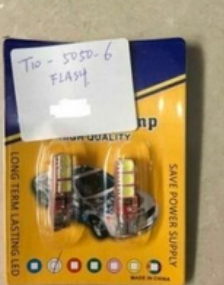 T10 - 5050 - 6
FLASH
mp
HIGH QUALITY
LONG TERM LASTING LED
SAVE POWER SUPPLY
MADE IN CHINA